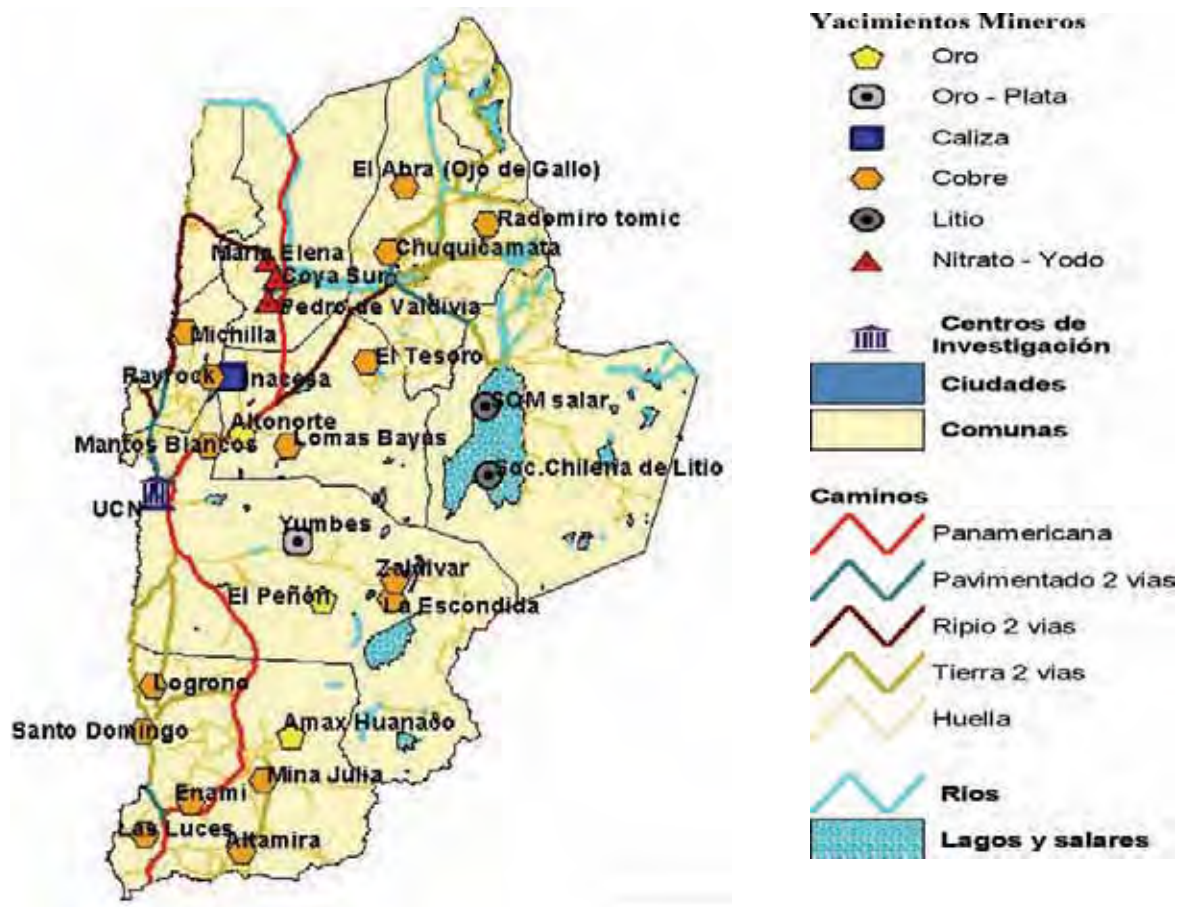 El Abra (Ojo de Gallo)
Radomiro tomic
Chuquicamata
Maria Elena
Coya Sur
Pedro de Valdivia
Michilla
El Tesoro
Rayrock
Inacesa
SQM salar
Altonorte
Mantos Blancos
Lomas Bayas
Soc.Chilena de Litio
UCN
Yumbes
Zaldivar
El Peñón
La Escondida
Logrono
Santo Domingo
Amax Huanaco
Mina Julia
Enami
Las Luces
Altamira
Yacimientos Mineros
Oro
Oro - Plata
Caliza
Cobre
Litio
Nitrato - Yodo
Centros de
Investigación
Ciudades
Comunas
Caminos
Panamericana
Pavimentado 2 vias
Ripio 2 vias
Tierra 2 vias
Huella
Rios
Lagos y salares